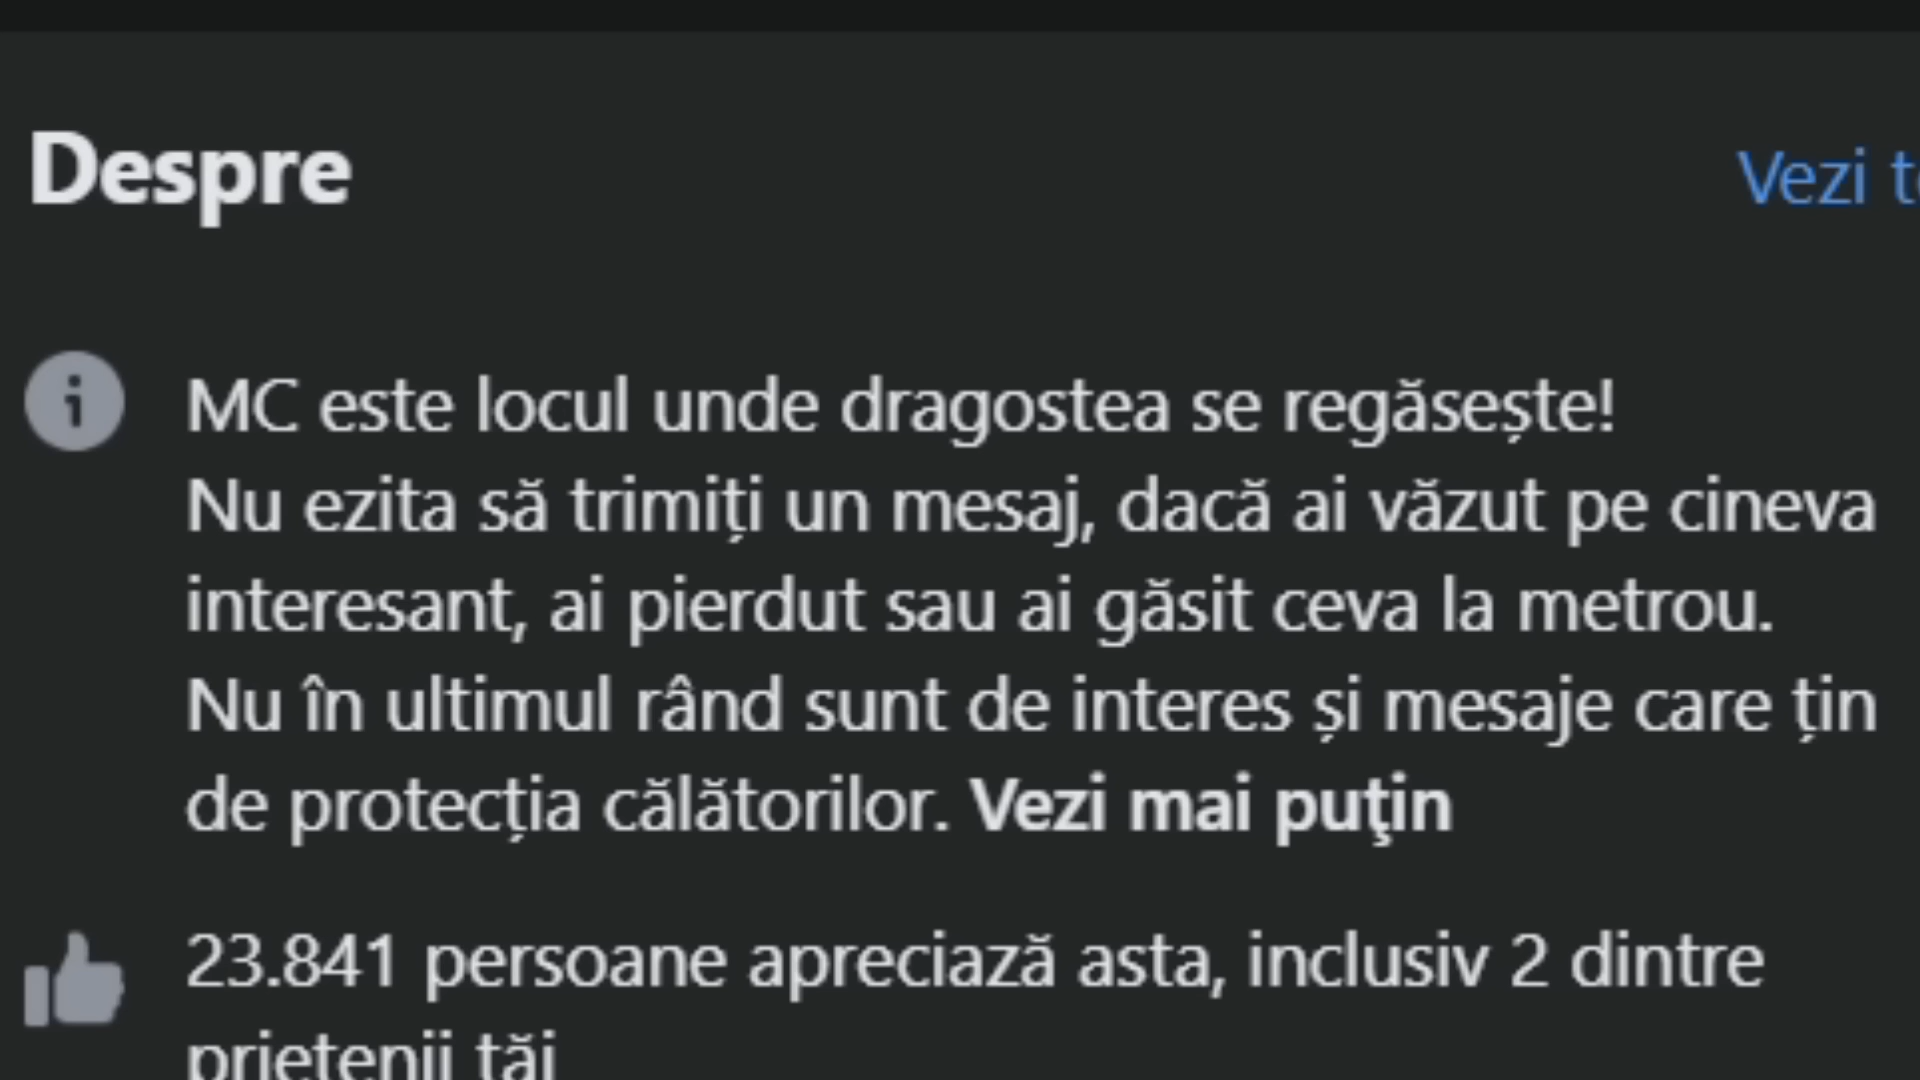 Despre
Vezi
MC este locul unde dragostea se regăsește!
Nu ezita să trimiți un mesaj, dacă ai văzut pe cineva
interesant, ai pierdut sau ai găsit ceva la metrou.
Nu în ultimul rând sunt de interes și mesaje care țin
de protecția călătorilor. Vezi mai puţin
23.841 persoane apreciază asta, inclusiv 2 dintre
prietenii tăi